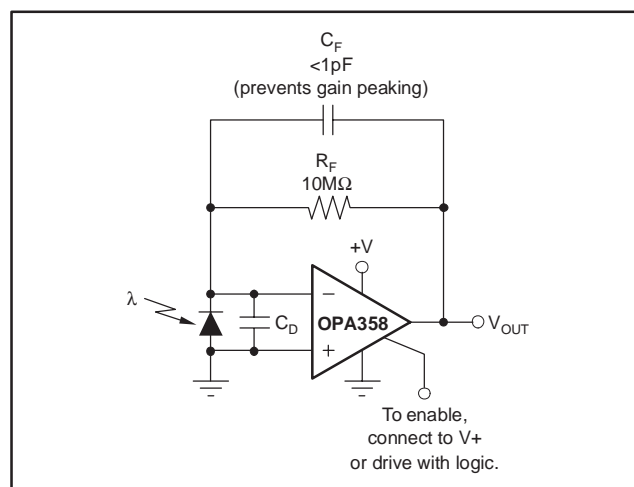 C_F
<1pF
(prevents gain peaking)
R_F
10MΩ
+V
λ
−
C_D
OPA358
+
V_OUT
To enable,
connect to V+
or drive with logic.